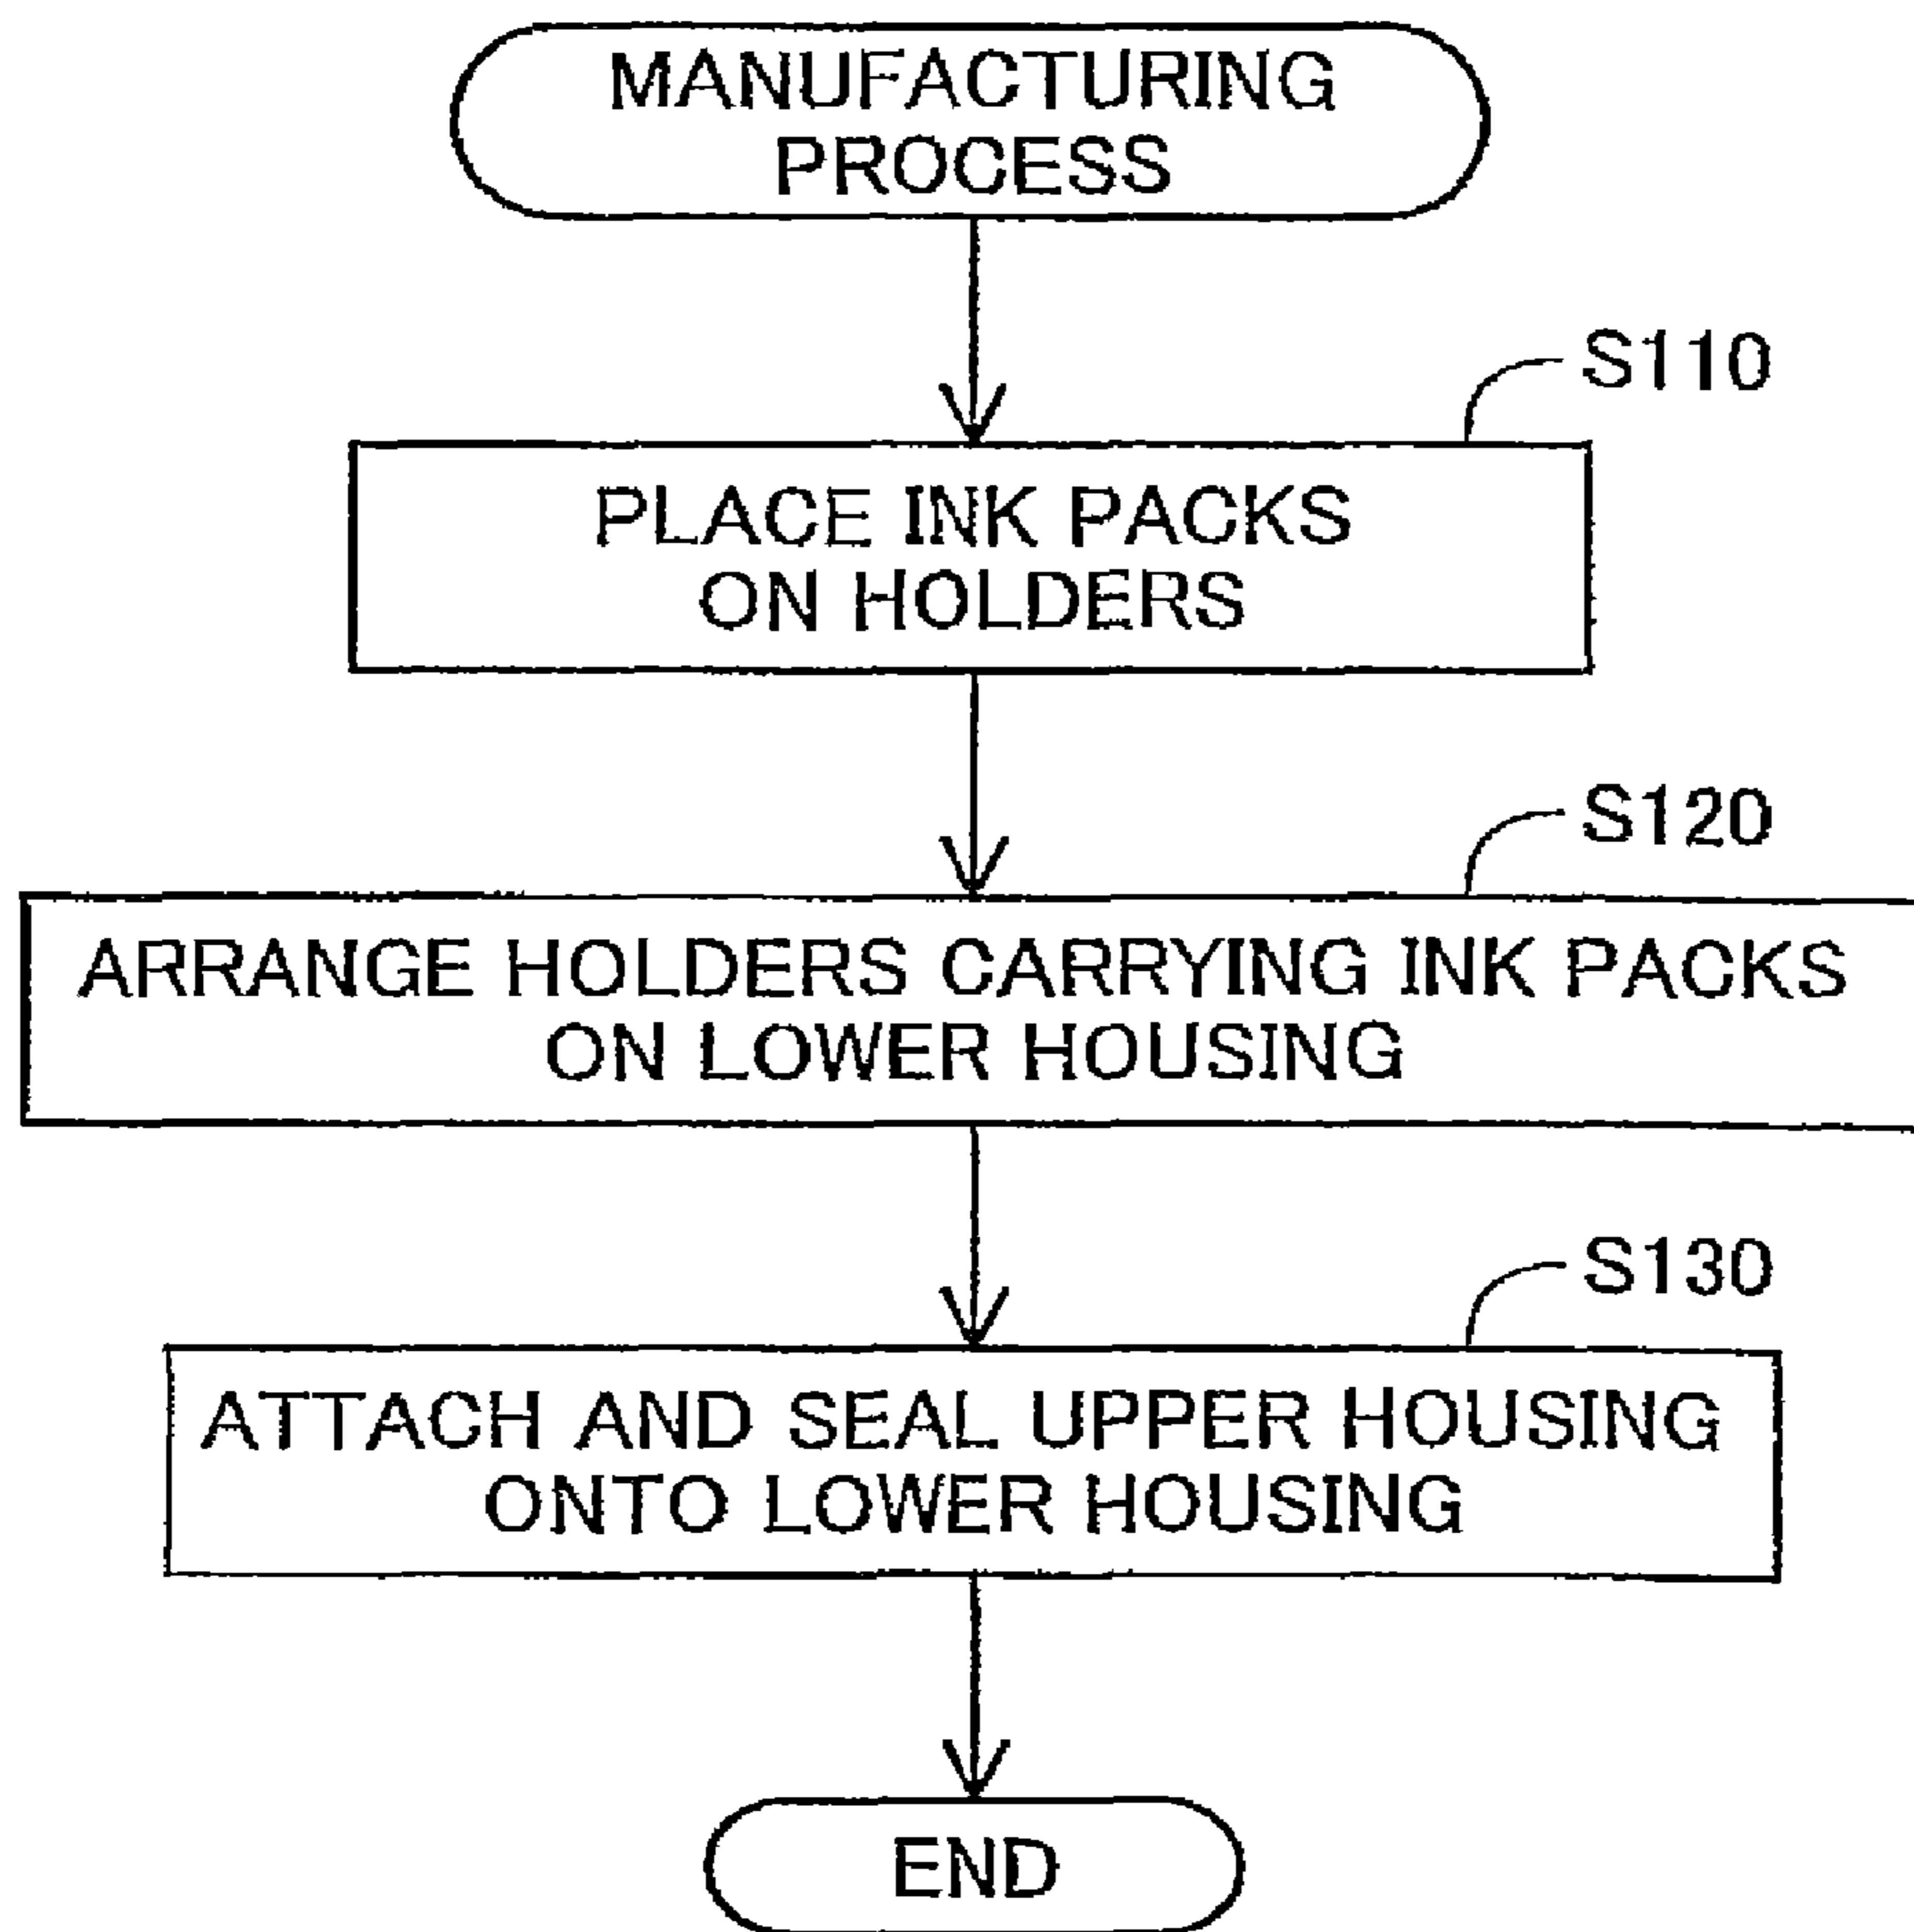 MANUFACTURING
PROCESS
S110
PLACE INK PACKS
ON HOLDERS
S120
ARRANGE HOLDERS CARRYING INK PACKS
ON LOWER HOUSING
S130
ATTACH AND SEAL UPPER HOUSING
ONTO LOWER HOUSING
END